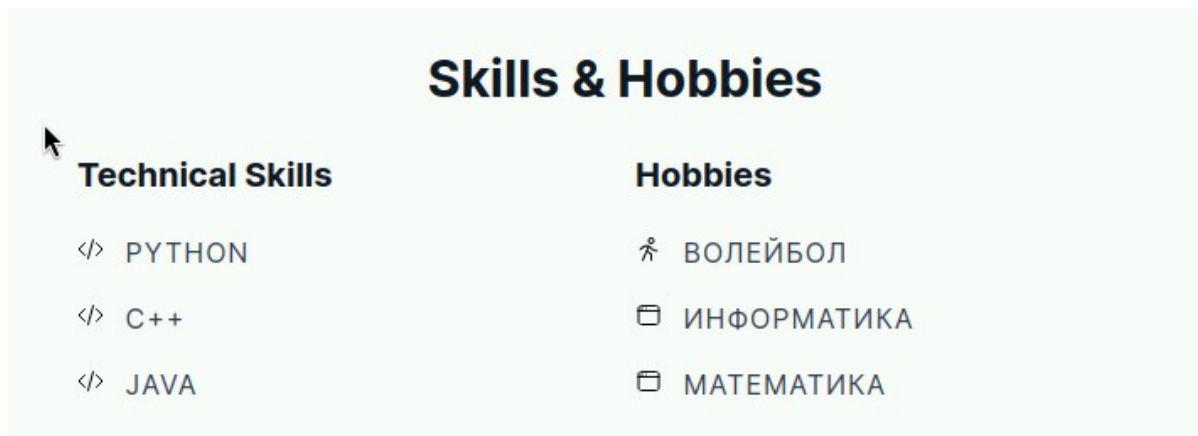 Skills & Hobbies
Technical Skills
PYTHON
C++
JAVA
Hobbies
ВОЛЕЙБОЛ
ИНФОРМАТИКА
МАТЕМАТИКА